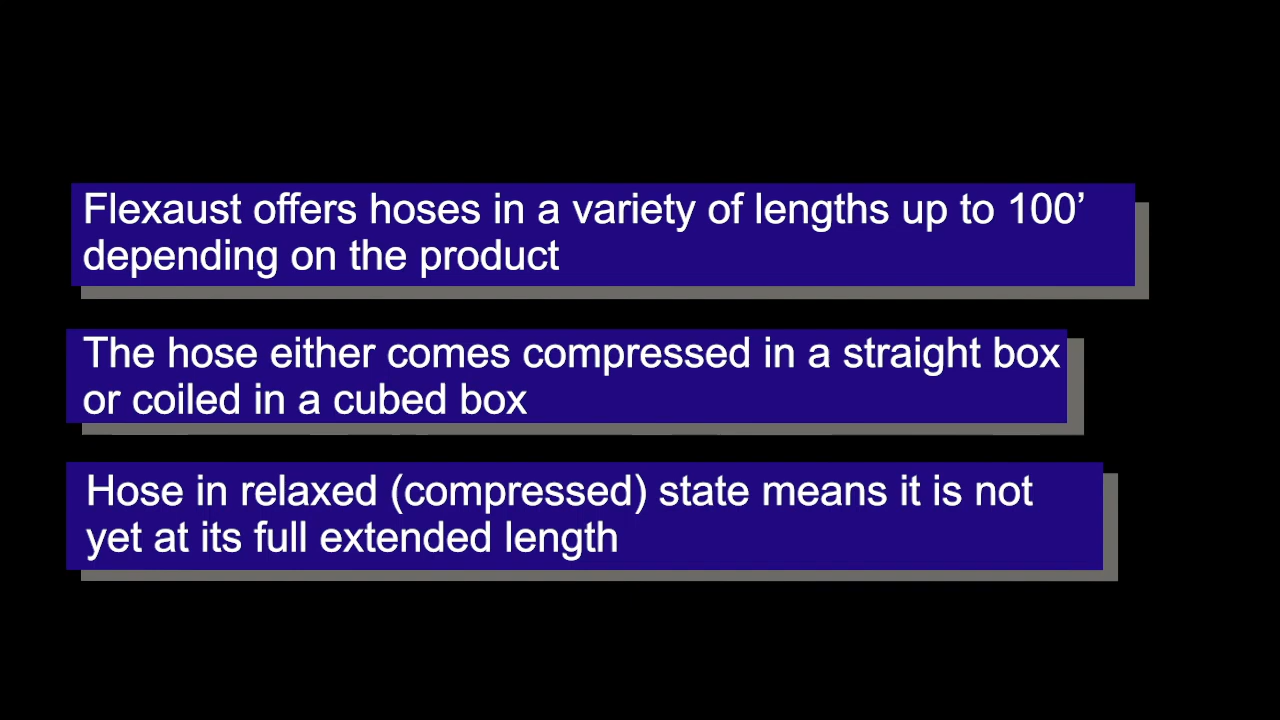 Flexaust offers hoses in a variety of lengths up to 100’
depending on the product
The hose either comes compressed in a straight box
or coiled in a cubed box
Hose in relaxed (compressed) state means it is not
yet at its full extended length